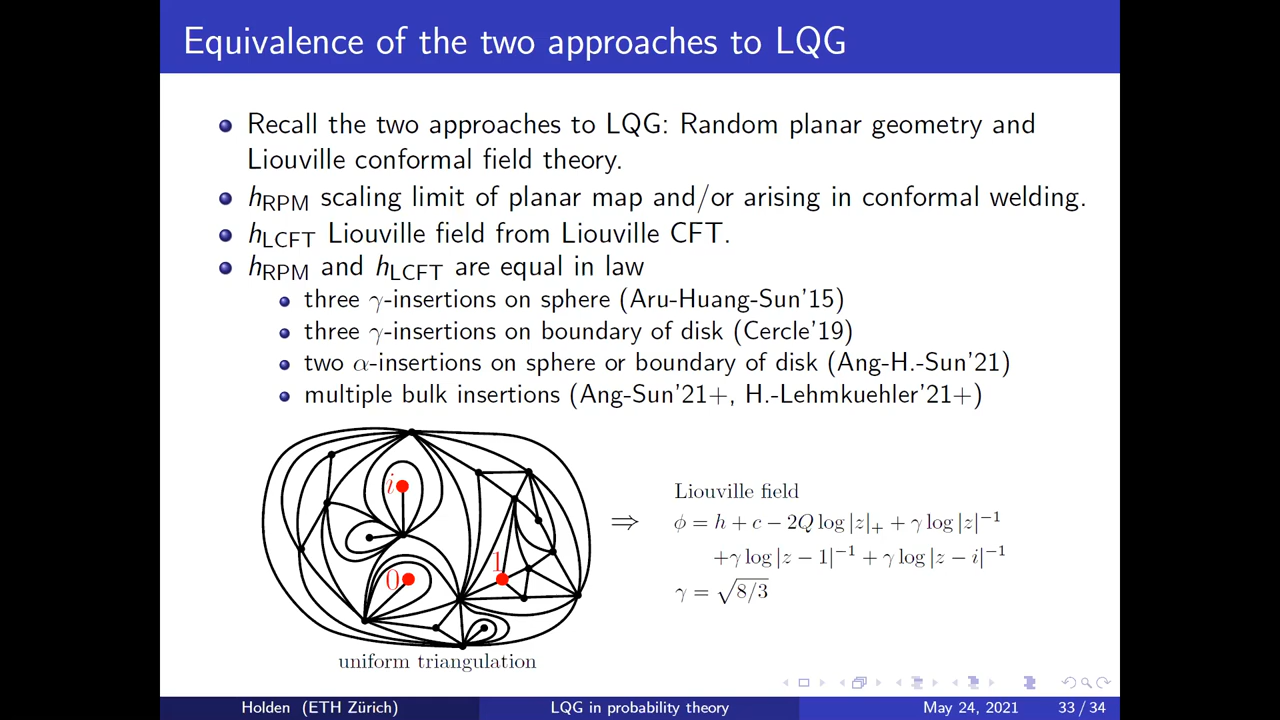 Equivalence of the two approaches to LQG
Recall the two approaches to LQG: Random planar geometry and
Liouville conformal field theory.
h_RPM scaling limit of planar map and/or arising in conformal welding.
h_LCFT Liouville field from Liouville CFT.
h_RPM and h_LCFT are equal in law
three γ-insertions on sphere (Aru-Huang-Sun'15)
three γ-insertions on boundary of disk (Cercle'19)
two α-insertions on sphere or boundary of disk (Ang-H.-Sun'21)
multiple bulk insertions (Ang-Sun'21+, H.-Lehmkuehler'21+)
i
0
1
uniform triangulation
⇒
Liouville field
ϕ = h + c − 2Q log |z|₊ + γ log |z|⁻¹
+γ log |z − 1|⁻¹ + γ log |z − i|⁻¹
γ = √8/3
Holden (ETH Zürich) LQG in probability theory May 24, 2021 33 / 34